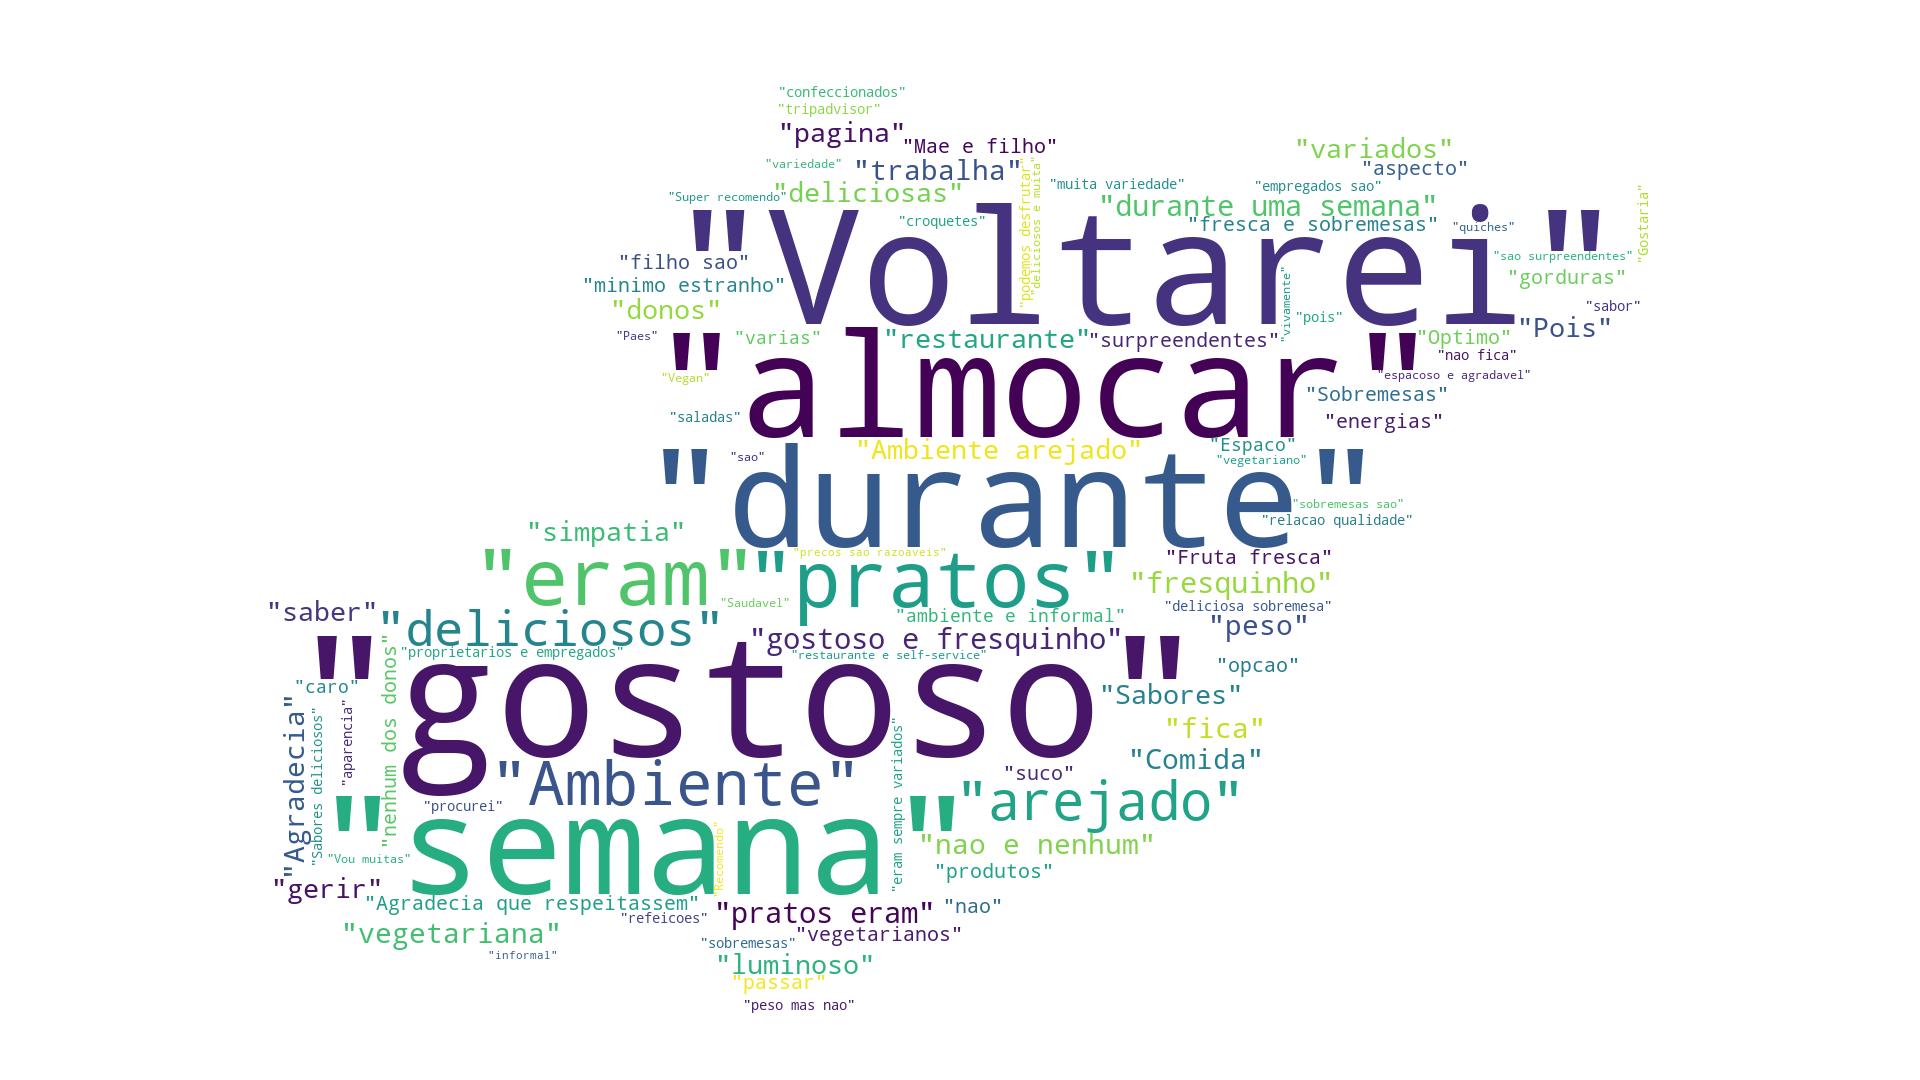 "confeccionados"
"tripadvisor"
"pagina"
"Mae e filho"
"variados"
"variedade"
"trabalha"
"aspecto"
"Super recomendo"
"deliciosas"
"podemos desfrutar"
"deliciosos e muita"
"muita variedade"
"empregados sao"
"durante uma semana"
"Gostaria"
"croquetes"
"fresca e sobremesas"
"quiches"
"Voltarei"
"filho sao"
"sao surpreendentes"
"minimo estranho"
"gorduras"
"donos"
"vivamente"
"pois"
"sabor"
"Pois"
"Paes"
"varias"
"restaurante"
"surpreendentes"
"Optimo"
"nao fica"
"Vegan"
"almocar"
"espacoso e agradavel"
"Sobremesas"
"saladas"
"energias"
"Ambiente arejado"
"Espaco"
"sao"
"vegetariano"
"durante"
"sobremesas sao"
"relacao qualidade"
"simpatia"
"precos sao razoaveis"
"Fruta fresca"
"eram"
"pratos"
"fresquinho"
"Saudavel"
"deliciosa sobremesa"
"saber"
"deliciosos"
"ambiente e informal"
"peso"
"gostoso e fresquinho"
"proprietarios e empregados"
"restaurante e self-service"
"nenhum dos donos"
"opcao"
"caro"
"gostoso"
"Sabores"
"Agradecia"
"Sabores deliciosos"
"aparencia"
"fica"
"eram sempre variados"
"Comida"
"Ambiente"
"suco"
"procurei"
"arejado"
"semana"
"nao e nenhum"
"Vou muitas"
"Recomendo"
"produtos"
"gerir"
"Agradecia que respeitassem"
"refeicoes"
"pratos eram"
"nao"
"vegetariana"
"vegetarianos"
"sobremesas"
"informal"
"luminoso"
"passar"
"peso mas nao"